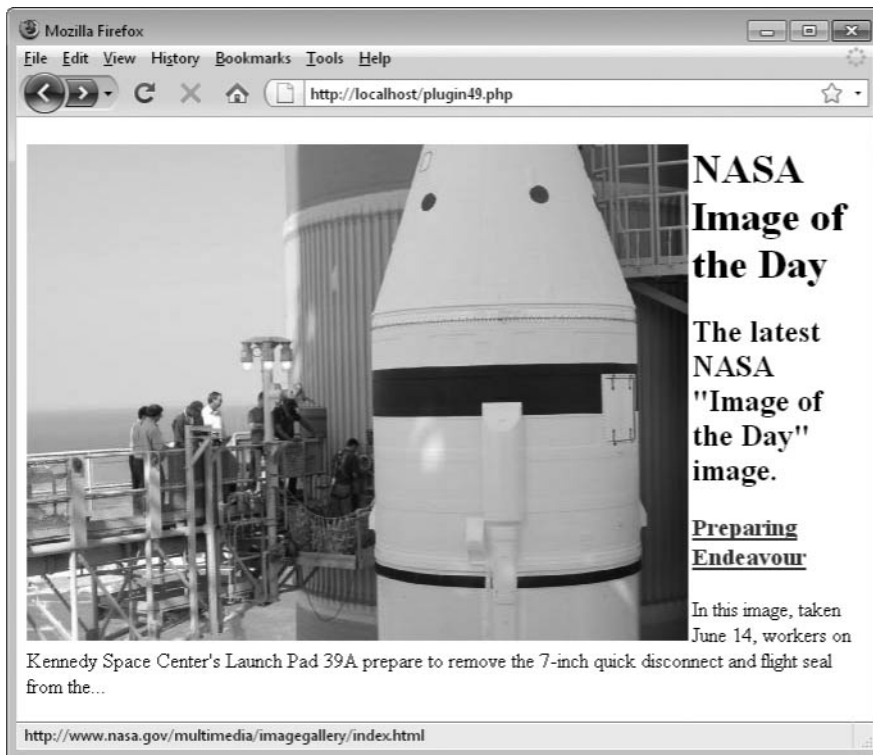 Mozilla Firefox
File Edit View History Bookmarks Tools Help
http://localhost/plugin49.php
NASA
Image of
the Day
The latest
NASA
"Image of
the Day"
image.
Preparing
Endeavour
In this image, taken
June 14, workers on
Kennedy Space Center's Launch Pad 39A prepare to remove the 7-inch quick disconnect and flight seal
from the...
http://www.nasa.gov/multimedia/imagegallery/index.html